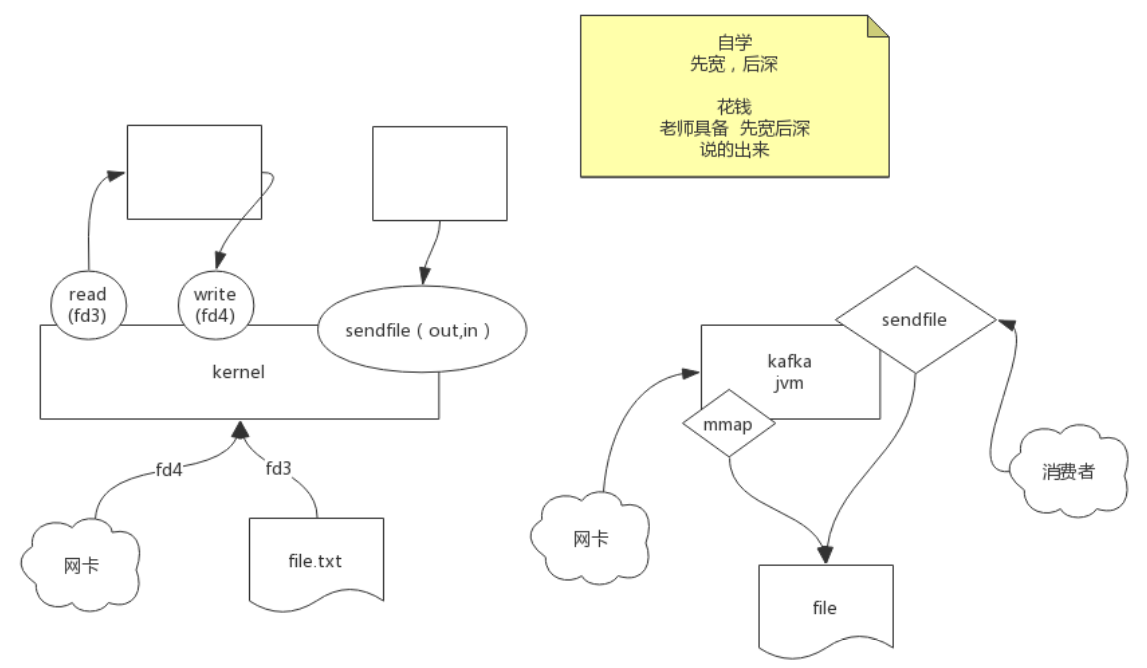 自学
先宽，后深
花钱
老师具备 先宽后深
说的出来
read
(fd3)
write
(fd4)
sendfile（out,in）
kernel
fd4
fd3
网卡
file.txt
sendfile
kafka
jvm
mmap
消费者
网卡
file